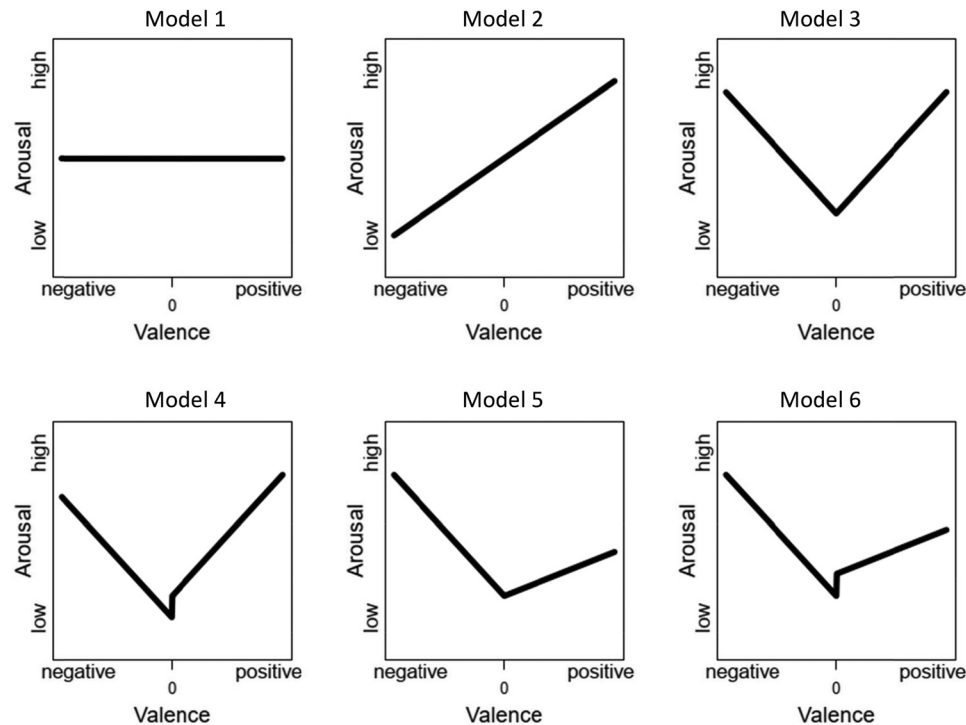 Model 1 Model 2 Model 3
high high high
Arousal Arousal Arousal
low low low
negative positive negative positive negative positive
0 0 0
Valence Valence Valence
Model 4 Model 5 Model 6
high high high
Arousal Arousal Arousal
low low low
negative positive negative positive negative positive
0 0 0
Valence Valence Valence